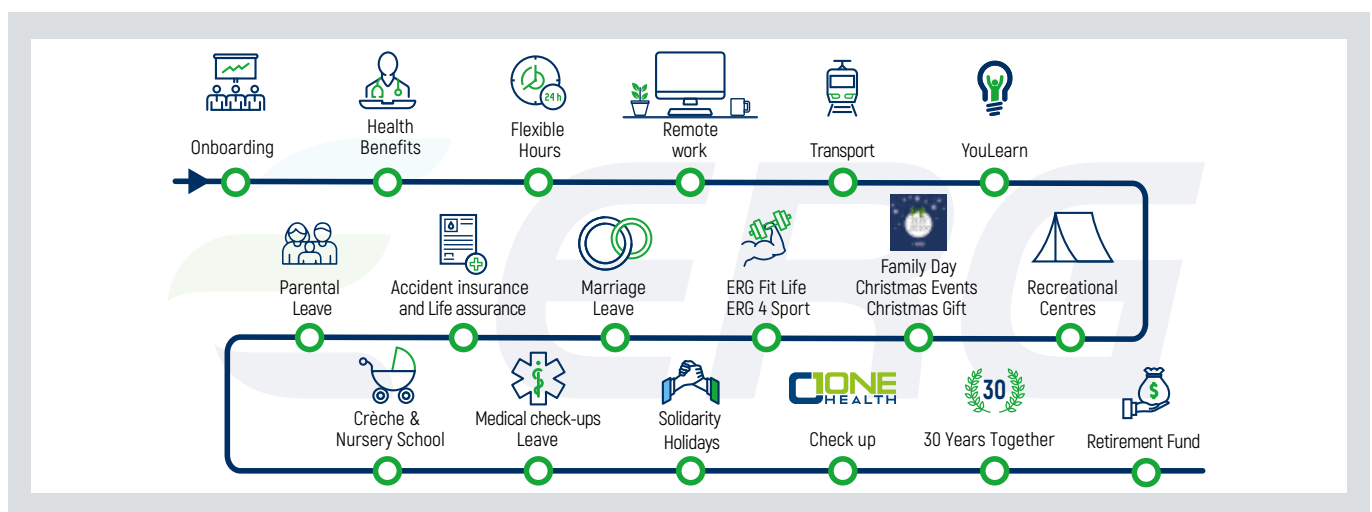 Onboarding
Health
Benefits
24 h
Flexible
Hours
Remote
work
Transport
YouLearn
Parental
Leave
Accident insurance
and Life assurance
Marriage
Leave
ERG Fit Life
ERG 4 Sport
Family Day
Christmas Events
Christmas Gift
Recreational
Centres
ERG
Crèche &
Nursery School
Medical check-ups
Leave
Solidarity
Holidays
C1ONE
HEALTH
Check up
30
30 Years Together
$
Retirement Fund